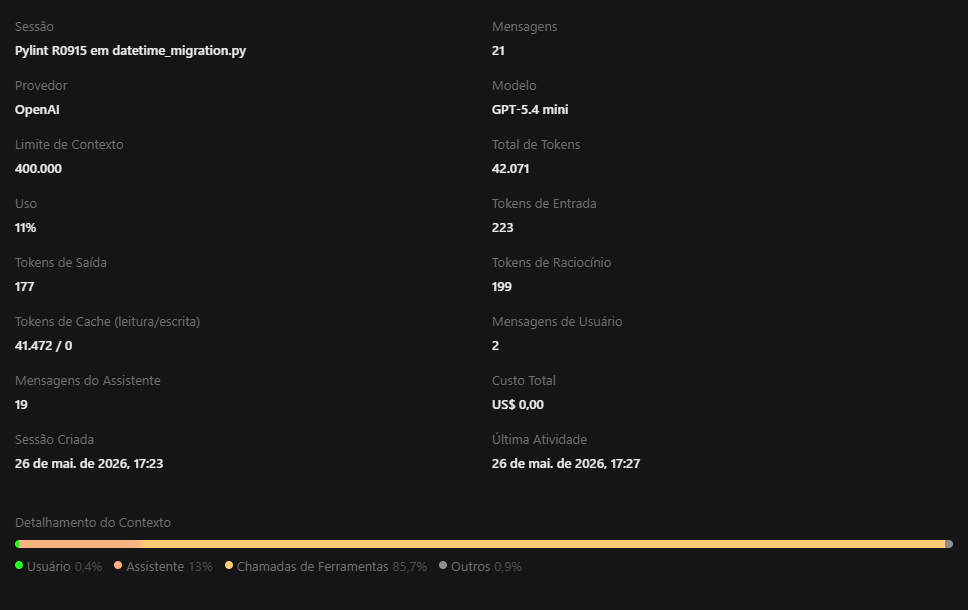 Sessão
Mensagens
Pylint R0915 em datetime_migration.py
21
Provedor
Modelo
OpenAI
GPT-5.4 mini
Limite de Contexto
Total de Tokens
400.000
42.071
Uso
Tokens de Entrada
11%
223
Tokens de Saída
Tokens de Raciocínio
177
199
Tokens de Cache (leitura/escrita)
Mensagens de Usuário
41.472 / 0
2
Mensagens do Assistente
Custo Total
19
US$ 0,00
Sessão Criada
Última Atividade
26 de mai. de 2026, 17:23
26 de mai. de 2026, 17:27
Detalhamento do Contexto
Usuário 0,4% Assistente 13% Chamadas de Ferramentas 85,7% Outros 0,9%